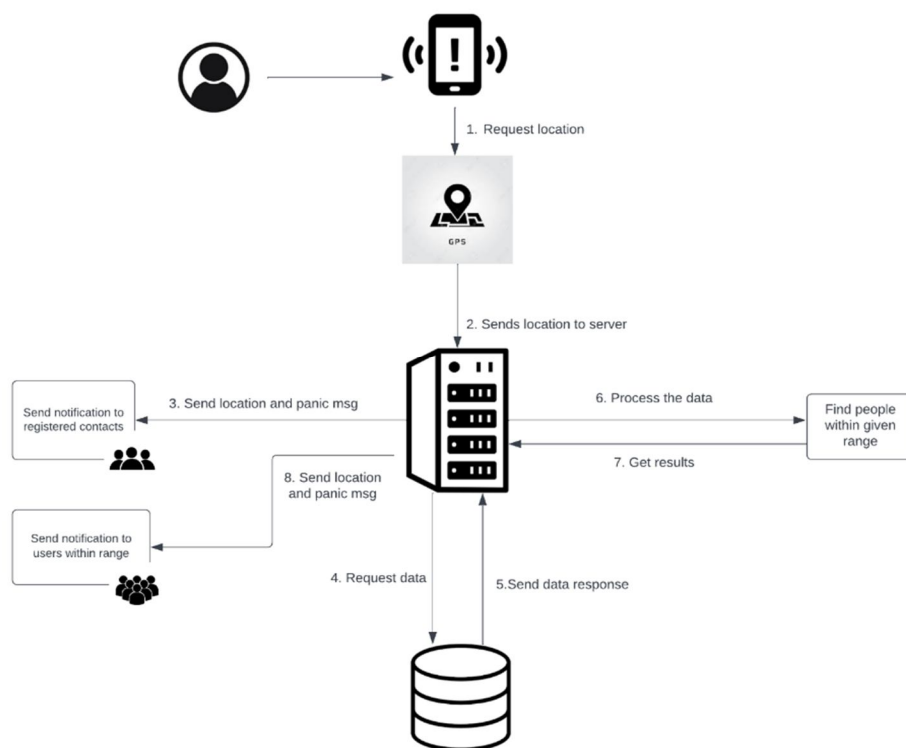 !
1. Request location
GPS
2. Sends location to server
3. Send location and panic msg
Send notification to
registered contacts
6. Process the data
Find people
within given
range
7. Get results
8. Send location
and panic msg
Send notification to
users within range
4. Request data
5.Send data response